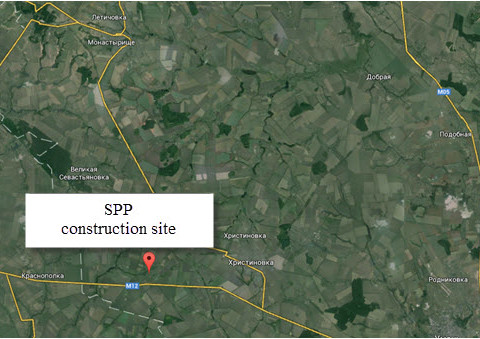 Летичовка
Монастырище
Добрая
M05
Подобная
Великая
Севастьяновка
SPP
construction site
Христиновка
Христиновка
Краснополка
M12
Родниковка